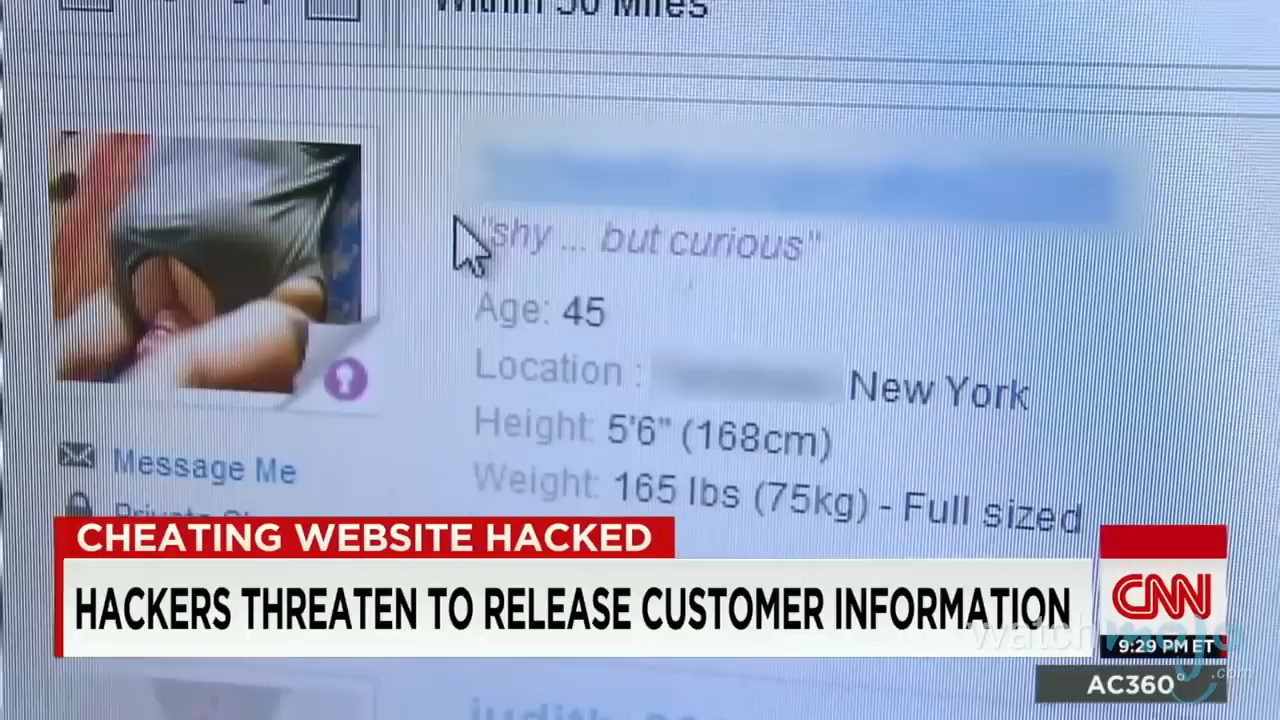 Within 50 Miles
"shy ... but curious"
Age: 45
Location :
New York
Height: 5'6" (168cm)
Weight: 165 lbs (75kg) - Full sized
Message Me
CHEATING WEBSITE HACKED
HACKERS THREATEN TO RELEASE CUSTOMER INFORMATION
CNN
watchmojo
.com
9:29 PM ET
AC360°